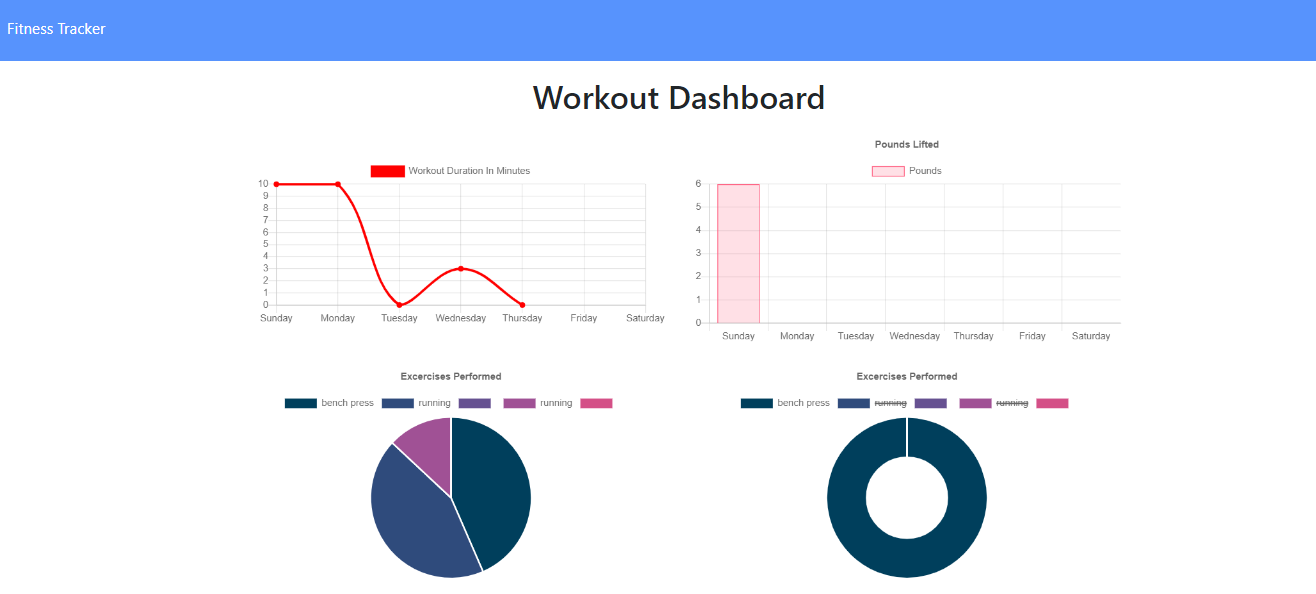 Fitness Tracker
Workout Dashboard
Workout Duration In Minutes
10
9
8
7
6
5
4
3
2
1
0
Sunday Monday Tuesday Wednesday Thursday Friday Saturday
Pounds Lifted
Pounds
6
5
4
3
2
1
0
Sunday Monday Tuesday Wednesday Thursday Friday Saturday
Excercises Performed
bench press running running
Excercises Performed
bench press running running